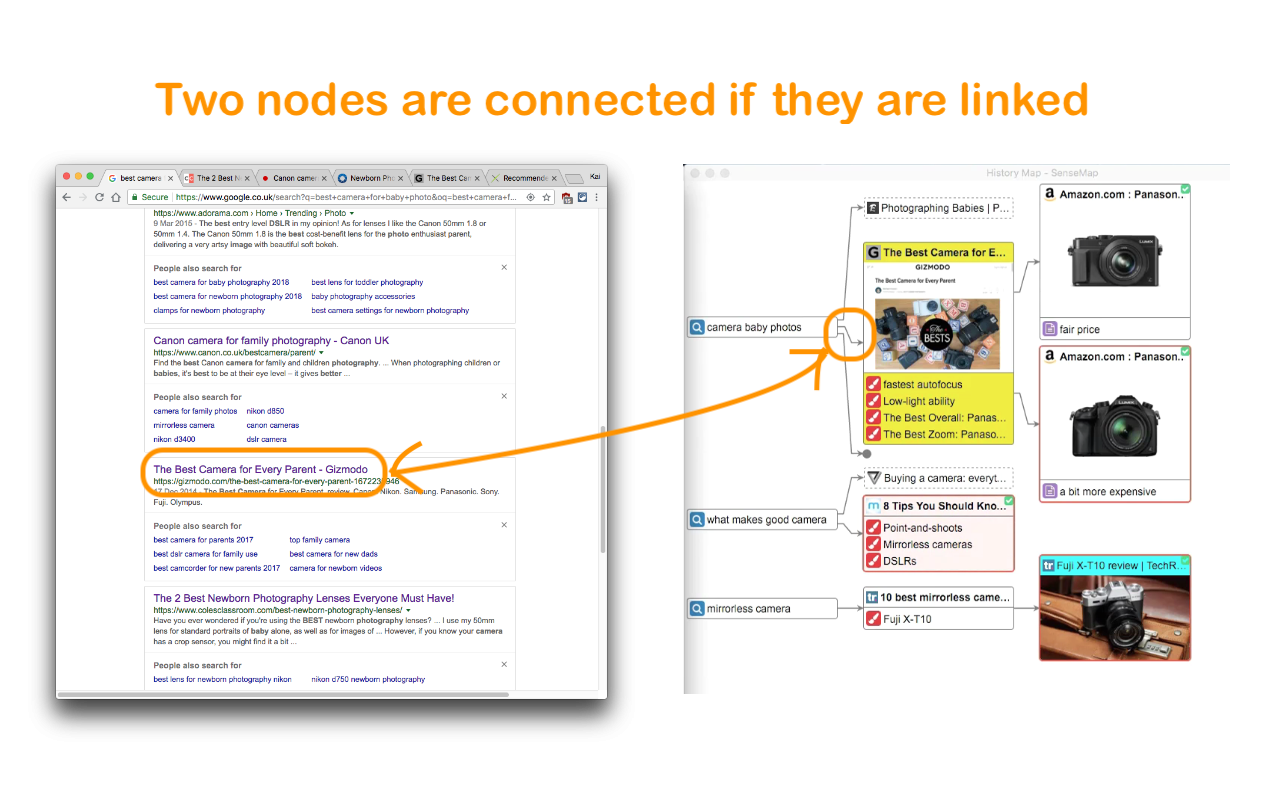 Two nodes are connected if they are linked
best camera
The 2 Best N
Canon camer
Newborn Pho
The Best Can
Recommende
Kai
Secure
https://www.google.co.uk/search?q=best+camera+for+baby+photo&oq=best+camera+f...
https://www.adorama.com › Home › Trending › Photo
9 Mar 2016 - The best entry level DSLR in my opinion! As for lenses I like the Canon 50mm 1.8 or
50mm 1.4. The Canon 50mm 1.8 is the best cost-benefit lens for the photo enthusiast parent,
delivering a very artsy image with beautiful soft bokeh.
People also search for
best camera for baby photography 2018
best lens for toddler photography
best camera for newborn photography 2018
baby photography accessories
clamps for newborn photography
best camera settings for newborn photography
Canon camera for family photography - Canon UK
https://www.canon.co.uk/bestcamera/parent/
Find the best Canon camera for family and children photography. ... When photographing children or
babies, it's best to be at their eye level – it gives better ...
People also search for
camera for family photos
nikon d850
mirrorless camera
canon cameras
nikon d3400
dslr camera
The Best Camera for Every Parent - Gizmodo
https://gizmodo.com/the-best-camera-for-every-parent-167223 946
17 Dec 2014 - The Best Camera for Every Parent. review. Canon. Nikon. Samsung. Panasonic. Sony.
Fuji. Olympus.
People also search for
best camera for parents 2017
top family camera
best dslr camera for family use
best camera for new dads
best camcorder for new parents 2017
camera for newborn videos
The 2 Best Newborn Photography Lenses Everyone Must Have!
https://www.colesclassroom.com/best-newborn-photography-lenses/
Have you ever wondered if you're using the BEST newborn photography lenses? ... I use my 50mm
lens for standard portraits of baby alone, as well as for images of ... However, if you know your camera
has a crop sensor, you might find it a bit ...
People also search for
best lens for newborn photography nikon
nikon d750 newborn photography
History Map - SenseMap
camera baby photos
Photographing Babies | P...
The Best Camera for E...
GIZMODO
The Best Camera for Every Parent
The
BESTS
fastest autofocus
Low-light ability
The Best Overall: Panas...
The Best Zoom: Panaso...
Amazon.com : Panason..
fair price
Amazon.com : Panason..
a bit more expensive
what makes good camera
Buying a camera: everyt...
8 Tips You Should Kno...
Point-and-shoots
Mirrorless cameras
DSLRs
mirrorless camera
10 best mirrorless came...
Fuji X-T10
Fuji X-T10 review | TechR...